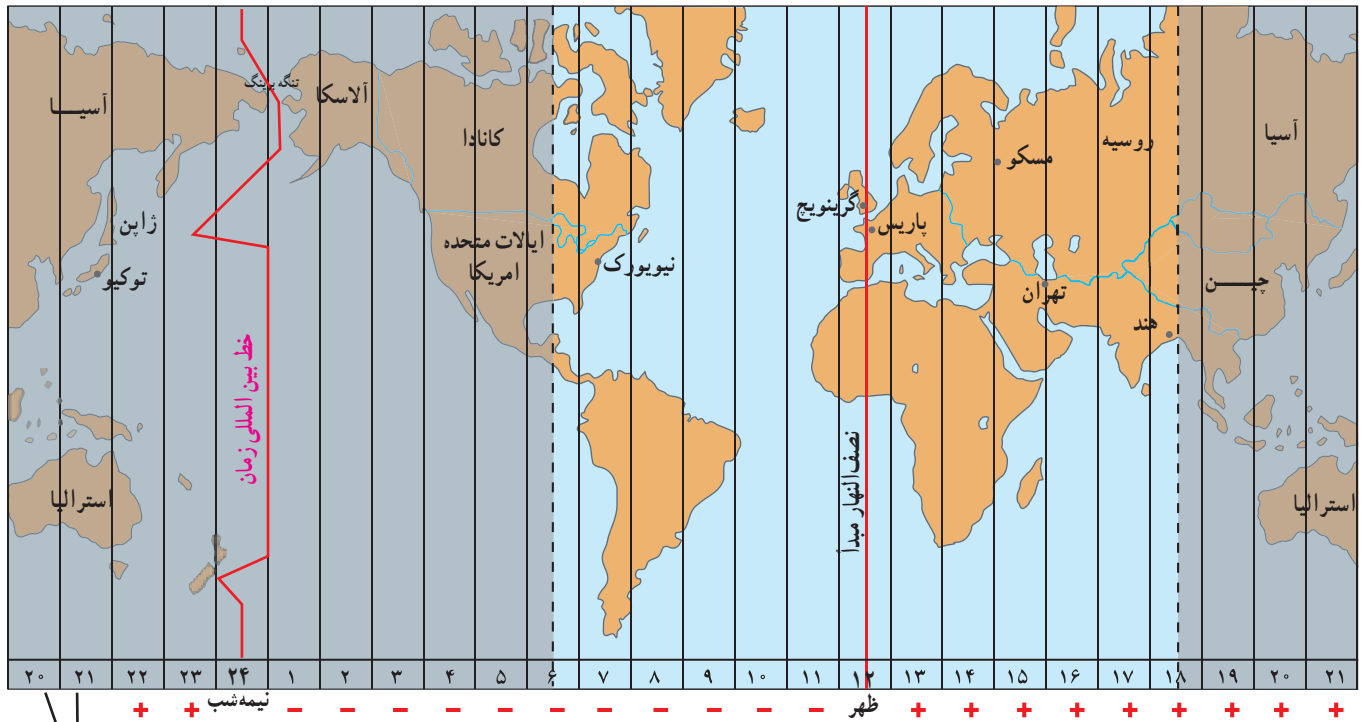 آسیا
تنگه برینگ
آلاسکا
کانادا
مسکو
روسیه
آسیا
ژاپن
توکیو
ایالات متحده
امریکا
نیویورک
گرینویچ
پاریس
تهران
هند
چین
خط بین المللی زمان
نصف‌النهار مبدأ
استرالیا
استرالیا
۲۰ ۲۱ ۲۲ ۲۳ ۲۴ ۱ ۲ ۳ ۴ ۵ ۶ ۷ ۸ ۹ ۱۰ ۱۱ ۱۲ ۱۳ ۱۴ ۱۵ ۱۶ ۱۷ ۱۸ ۱۹ ۲۰ ۲۱
+ + نیمه‌شب - - - - - - - - - - - ظهر + + + + + + + + +